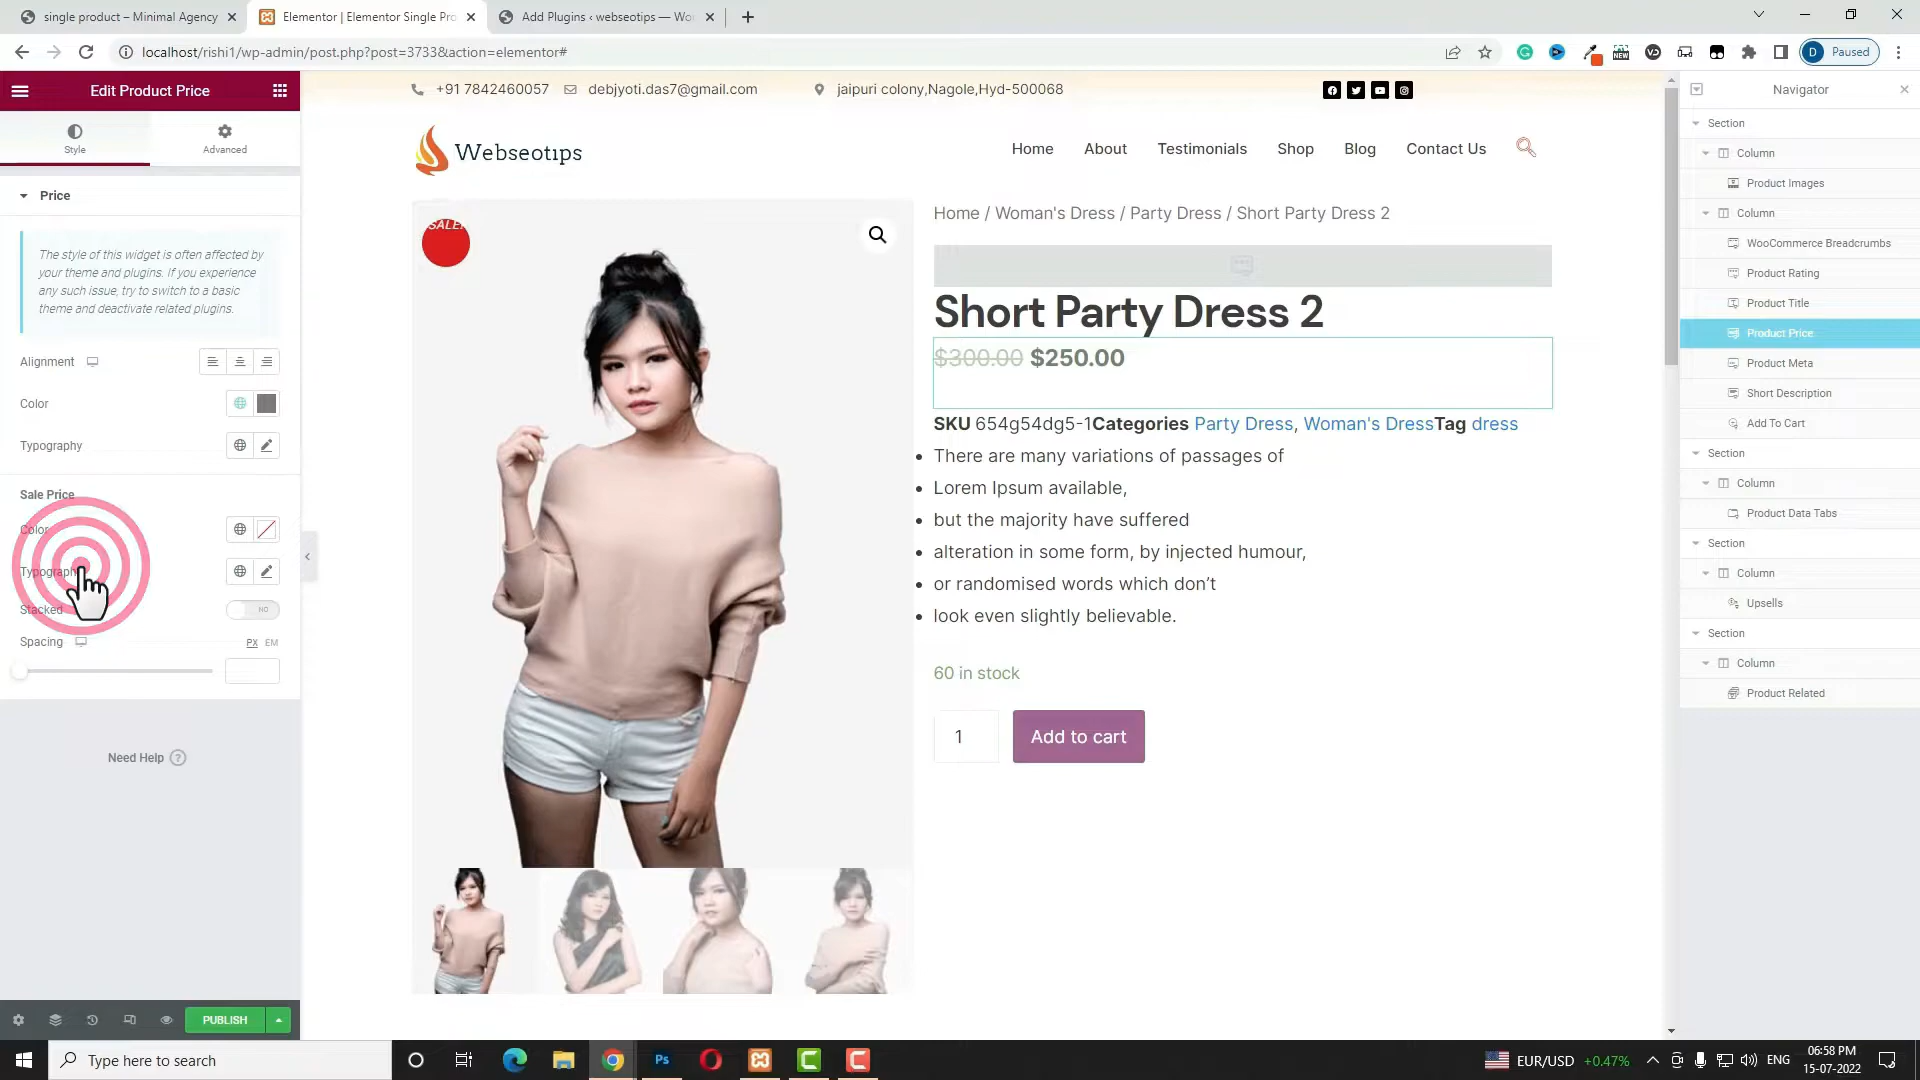 single product – Minimal Agency
Elementor | Elementor Single Pro
Add Plugins ‹ webseotips — Wo
localhost/rishi1/wp-admin/post.php?post=3733&action=elementor#
NEW
D Paused
Edit Product Price
Style
Advanced
Price
The style of this widget is often affected by
your theme and plugins. If you experience
any such issue, try to switch to a basic
theme and deactivate related plugins.
Alignment
Color
Typography
Sale Price
Color
Typography
Stacked
NO
Spacing
PX EM
Need Help ?
PUBLISH
+91 7842460057
debjyoti.das7@gmail.com
jaipuri colony,Nagole,Hyd-500068
Webseotips
Home
About
Testimonials
Shop
Blog
Contact Us
SALE!
Home / Woman's Dress / Party Dress / Short Party Dress 2
Short Party Dress 2
$300.00 $250.00
SKU 654g54dg5-1Categories Party Dress, Woman's DressTag dress
There are many variations of passages of
Lorem Ipsum available,
but the majority have suffered
alteration in some form, by injected humour,
or randomised words which don’t
look even slightly believable.
60 in stock
1
Add to cart
Navigator
Section
Column
Product Images
Column
WooCommerce Breadcrumbs
Product Rating
Product Title
Product Price
Product Meta
Short Description
Add To Cart
Section
Column
Product Data Tabs
Section
Column
Upsells
Section
Column
Product Related
Type here to search
Ps
EUR/USD +0.47%
ENG
06:58 PM
15-07-2022